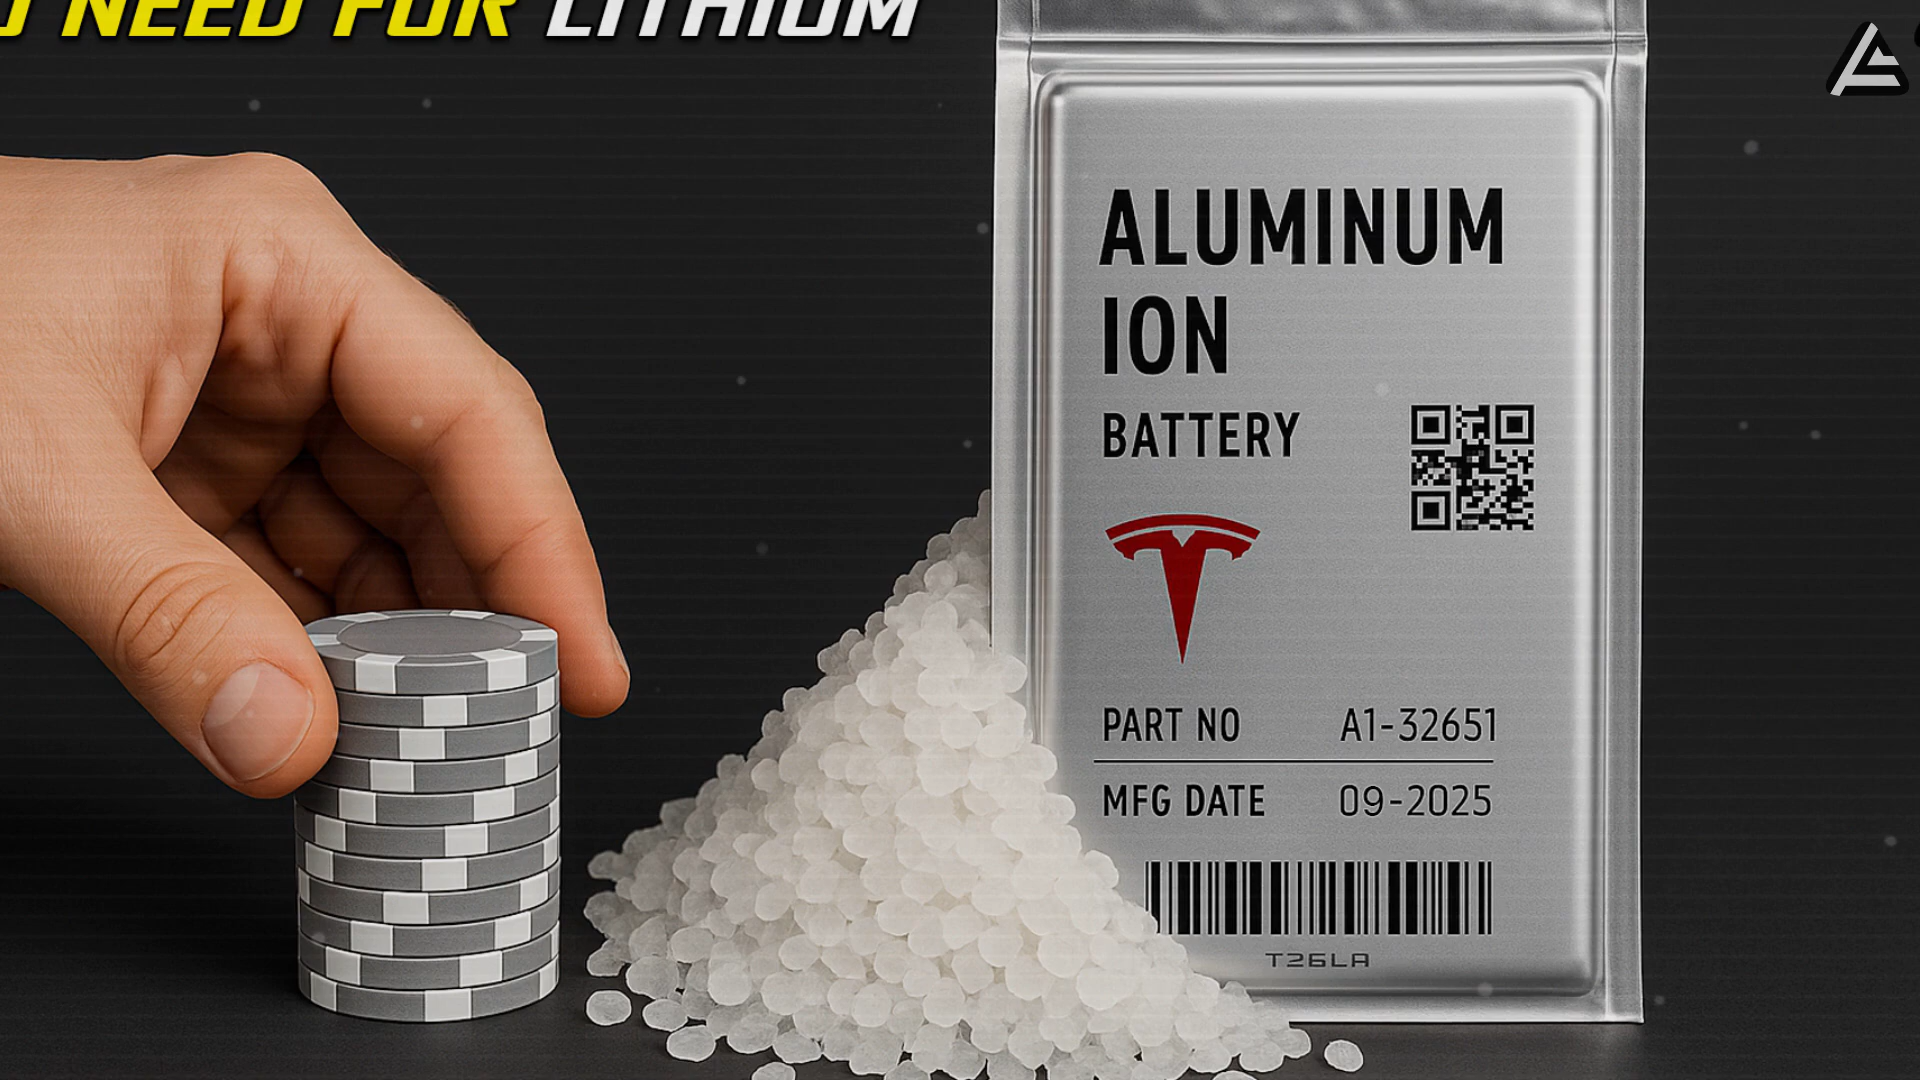 NEED FOR LITHIUM
ALUMINUM
ION
BATTERY
PART NO A1-32651
MFG DATE 09-2025
T26LA